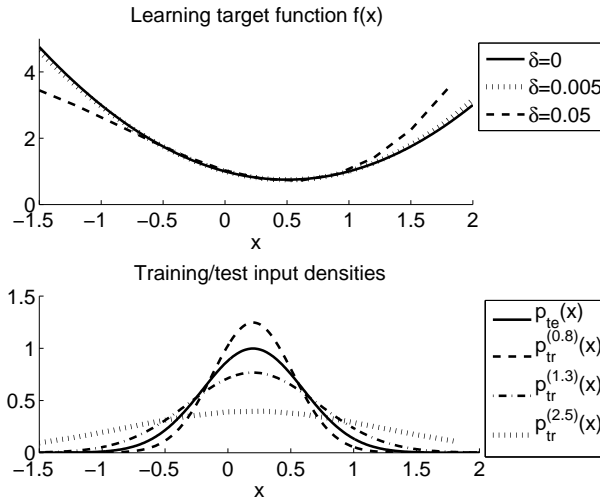 Learning target function f(x)
4
2
0
−1.5 −1 −0.5 0 0.5 1 1.5 2
x
δ=0
δ=0.005
δ=0.05
Training/test input densities
1.5
1
0.5
0
−1.5 −1 −0.5 0 0.5 1 1.5 2
x
p_te(x)
p_tr^(0.8)(x)
p_tr^(1.3)(x)
p_tr^(2.5)(x)